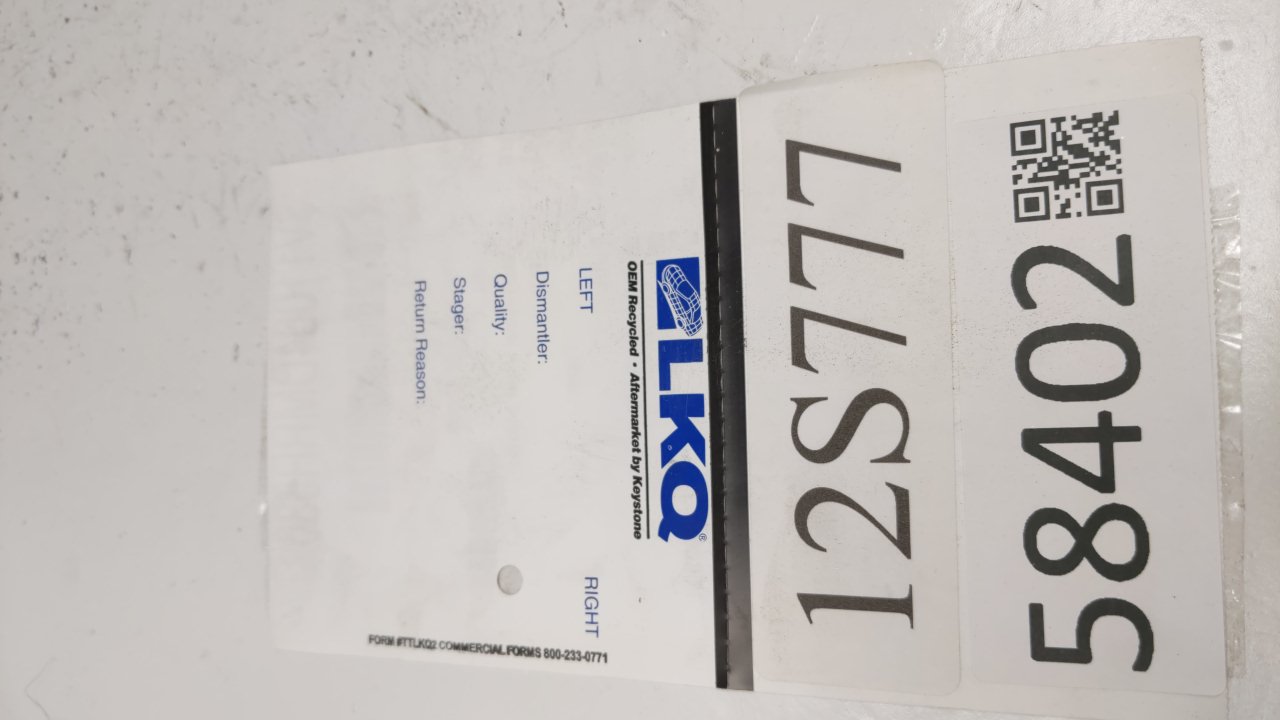 LKQ®
OEM Recycled • Aftermarket by Keystone
LEFT RIGHT
Dismantler:
Quality:
Stager:
Return Reason:
FORM #TTLKQ2 COMMERCIAL FORMS 800-233-0771
12S777
58402